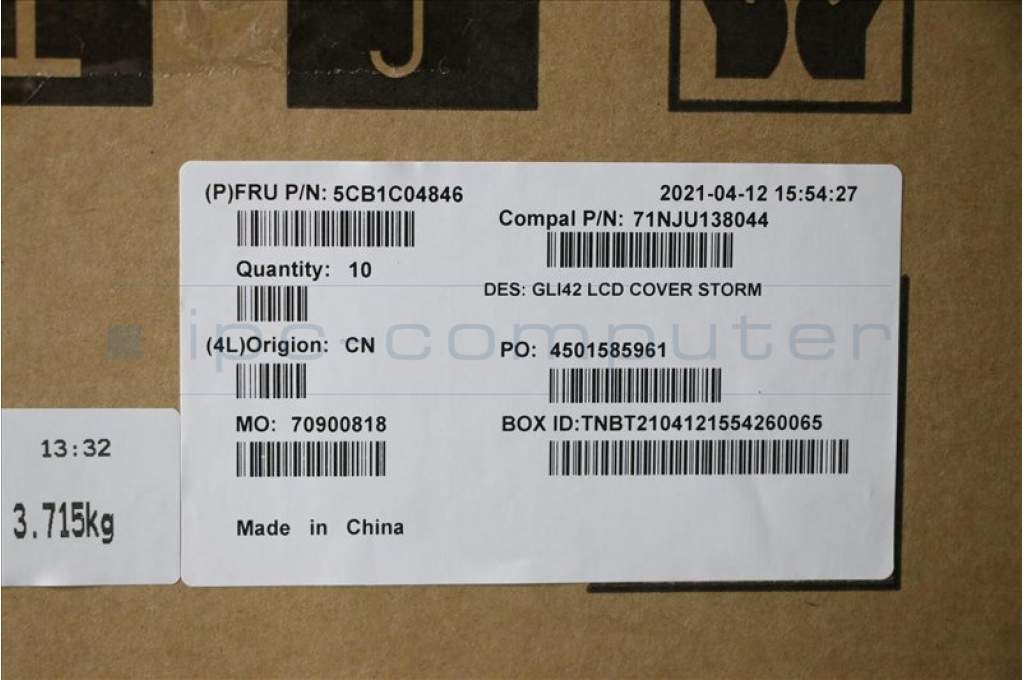 (P)FRU P/N: 5CB1C04846
2021-04-12 15:54:27
Compal P/N: 71NJU138044
Quantity: 10
DES: GLI42 LCD COVER STORM
ipc-computer
(4L)Origion: CN
PO: 4501585961
MO: 70900818
BOX ID:TNBT2104121554260065
13:32
3.715kg
Made in China